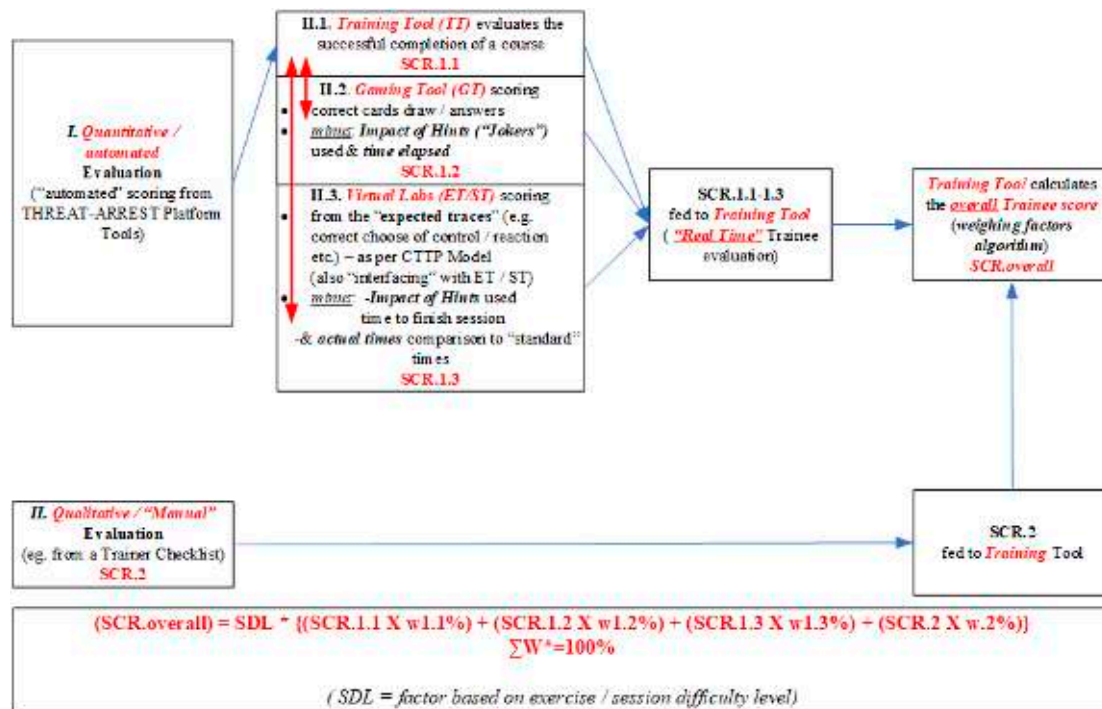 I. Quantitative /
automated
Evaluation
("automated" scoring from
THREAT-ARREST Platform
Tools)
II.1. Training Tool (TT) evaluates the
successful completion of a course
SCR.1.1
II.2. Gaming Tool (GT) scoring
• correct cards draw / answers
• minus: Impact of Hints ("Jokers")
used & time elapsed
SCR.1.2
II.3. Virtual Labs (ET/ST) scoring
• from the "expected traces" (e.g.
correct choose of control / reaction
etc.) – as per CTTP Model
(also "interfacing" with ET / ST)
• minus: -Impact of Hints used
time to finish session
-& actual times comparison to "standard"
times
SCR.1.3
SCR.1.1-1.3
fed to Training Tool
( "Real Time" Trainee
evaluation)
Training Tool calculates
the overall Trainee score
(weighing factors
algorithm)
SCR.overall
II. Qualitative / "Manual"
Evaluation
(eg. from a Trainer Checklist)
SCR.2
SCR.2
fed to Training Tool
(SCR.overall) = SDL * {(SCR.1.1 X w1.1%) + (SCR.1.2 X w1.2%) + (SCR.1.3 X w1.3%) + (SCR.2 X w.2%)}
∑W*=100%
( SDL = factor based on exercise / session difficulty level)